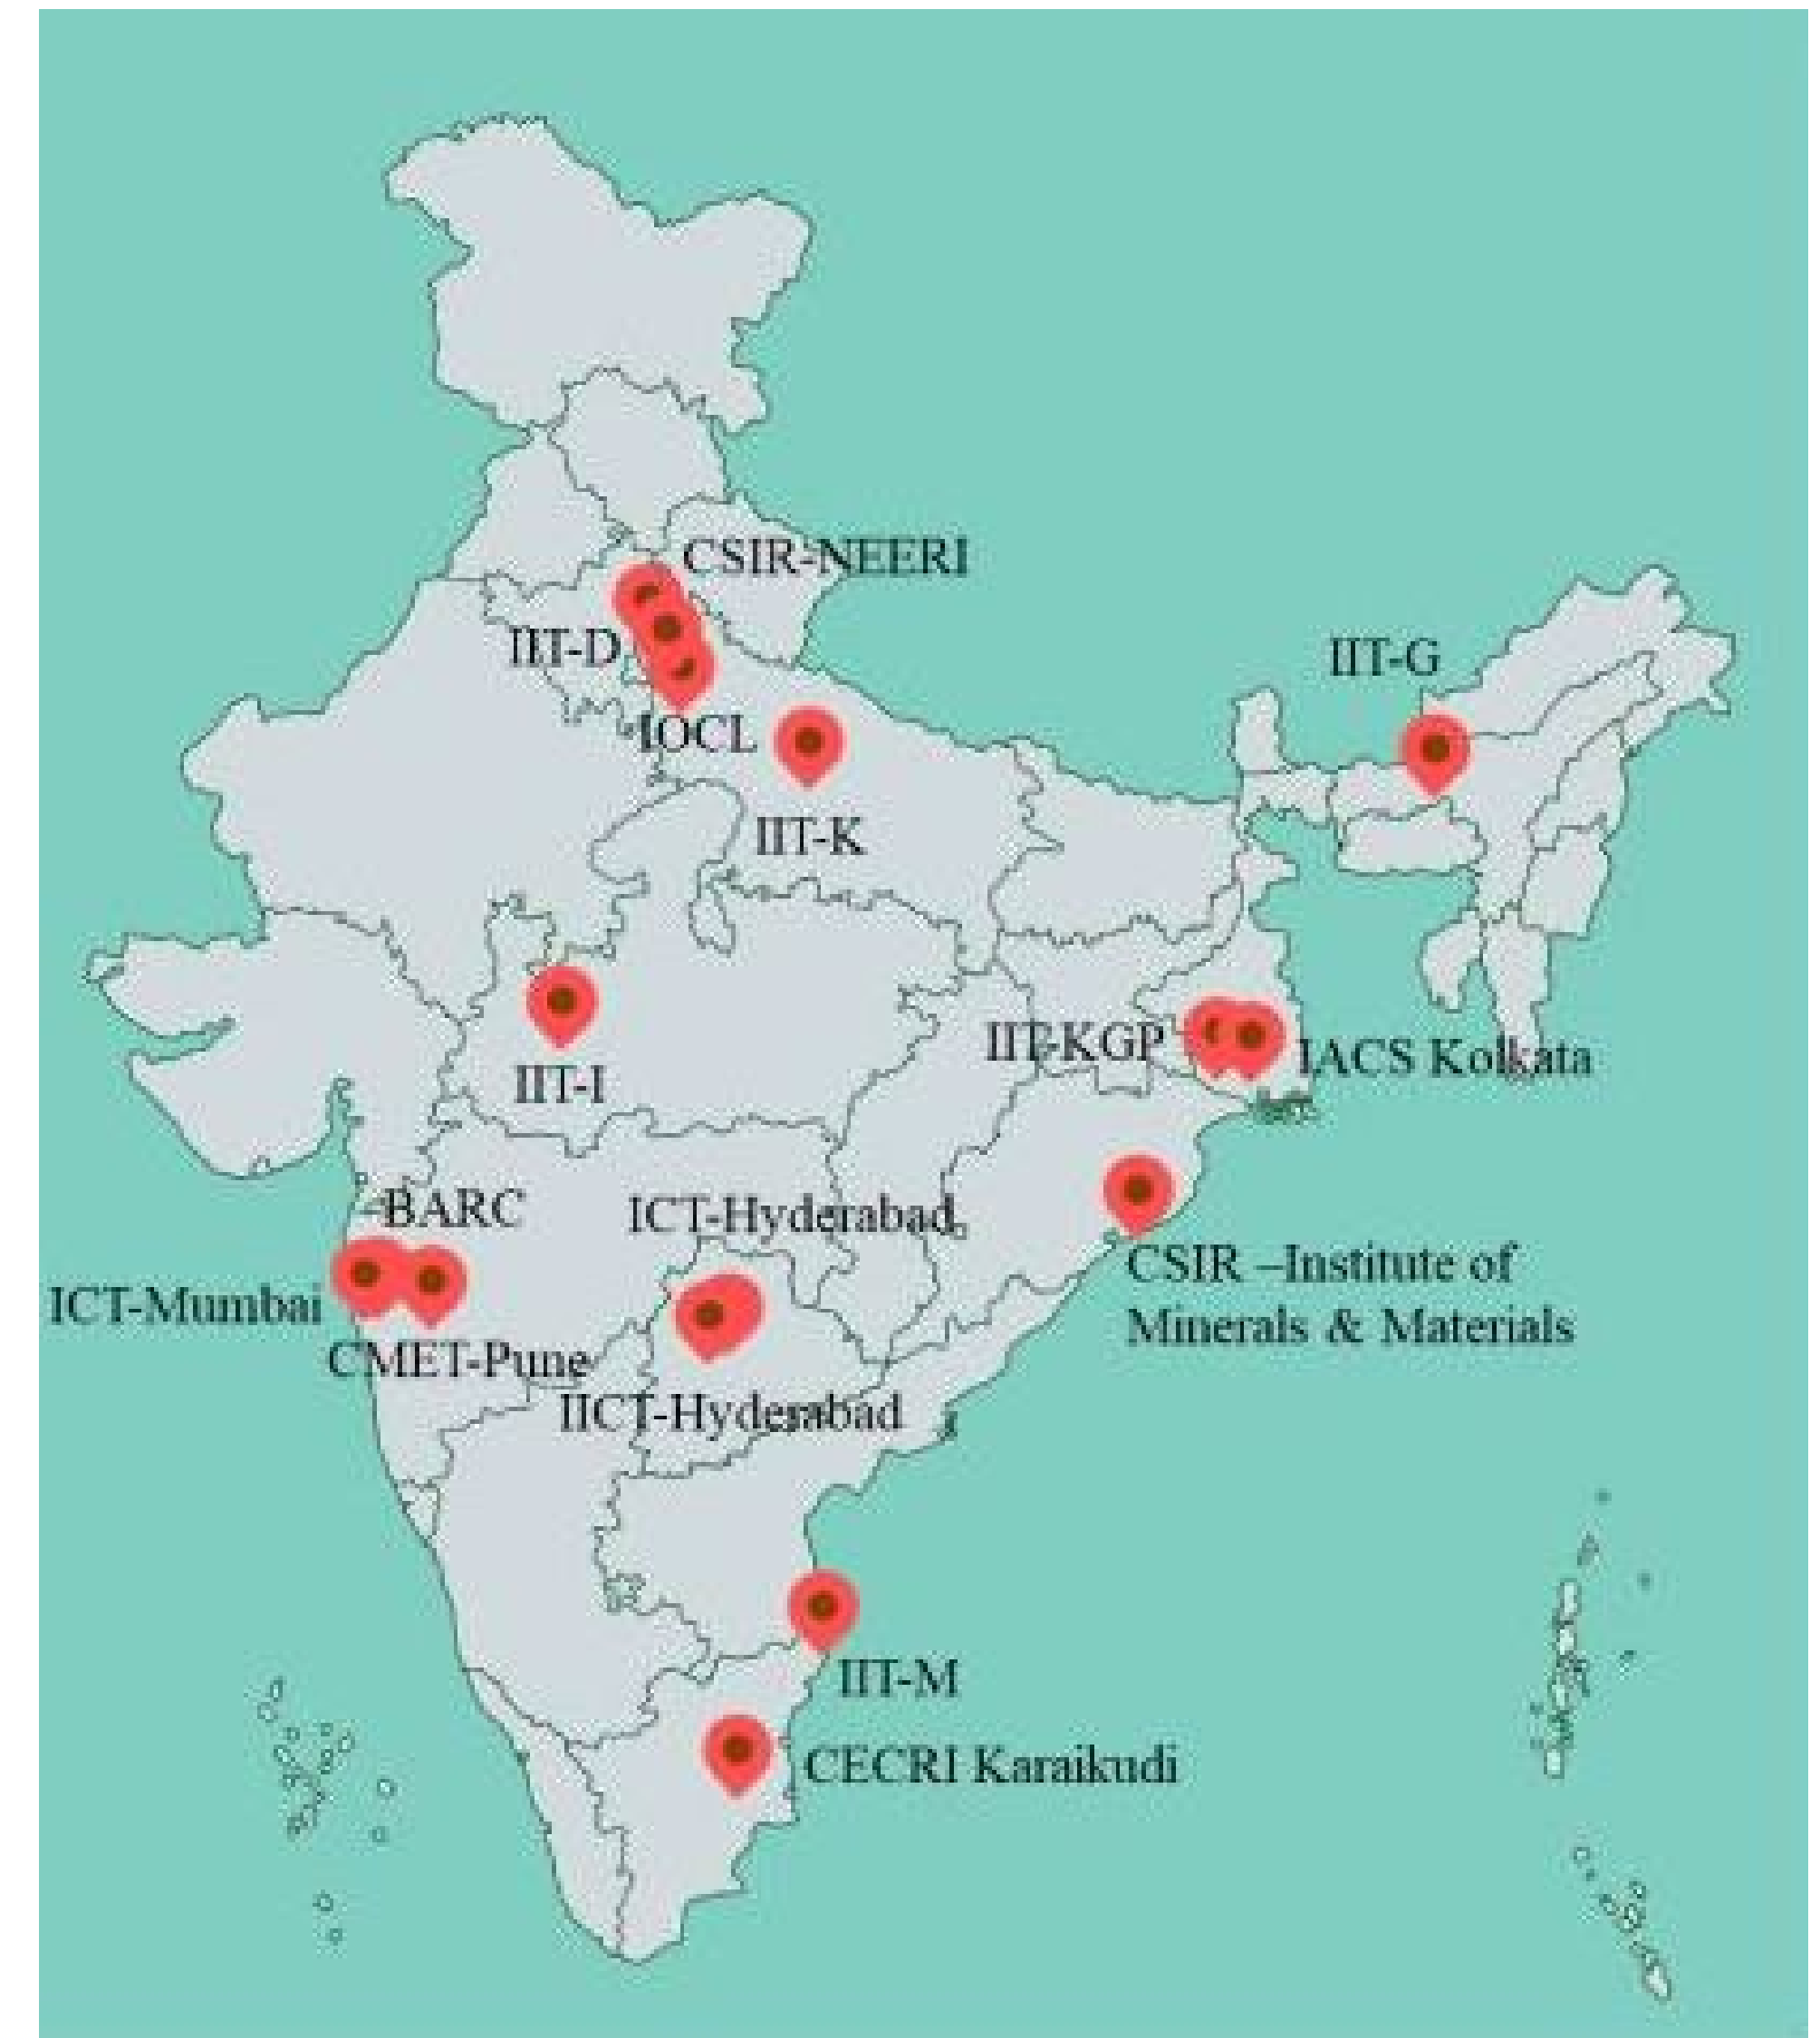 CSIR-NEERI
IIT-D
IIT-G
IOCL
IIT-K
IIT-KGP
IACS Kolkata
IIT-I
BARC
ICT-Hyderabad
CSIR –Institute of
Minerals & Materials
ICT-Mumbai
CMET-Pune
IICT-Hyderabad
IIT-M
CECRI Karaikudi